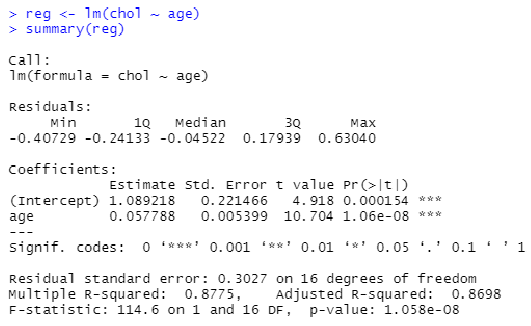 > reg <- lm(chol ~ age)
> summary(reg)
Call:
lm(formula = chol ~ age)
Residuals:
Min 1Q Median 3Q Max
-0.40729 -0.24133 -0.04522 0.17939 0.63040
Coefficients:
Estimate Std. Error t value Pr(>|t|)
(Intercept) 1.089218 0.221466 4.918 0.000154 ***
age 0.057788 0.005399 10.704 1.06e-08 ***
---
Signif. codes: 0 ‘***’ 0.001 ‘**’ 0.01 ‘*’ 0.05 ‘.’ 0.1 ‘ ’ 1
Residual standard error: 0.3027 on 16 degrees of freedom
Multiple R-squared: 0.8775, Adjusted R-squared: 0.8698
F-statistic: 114.6 on 1 and 16 DF, p-value: 1.058e-08